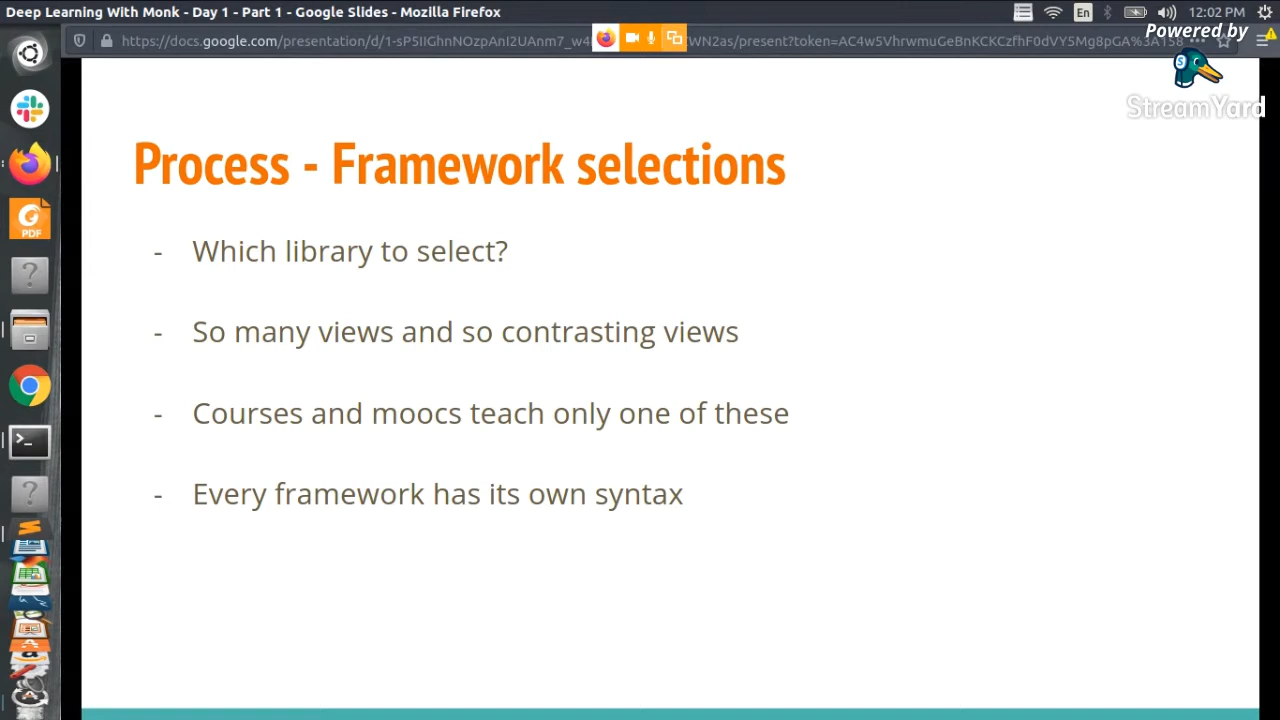 Deep Learning With Monk - Day 1 - Part 1 - Google Slides - Mozilla Firefox
En
12:02 PM
Powered by
StreamYard
PDF
Process - Framework selections
- Which library to select?
- So many views and so contrasting views
- Courses and moocs teach only one of these
- Every framework has its own syntax